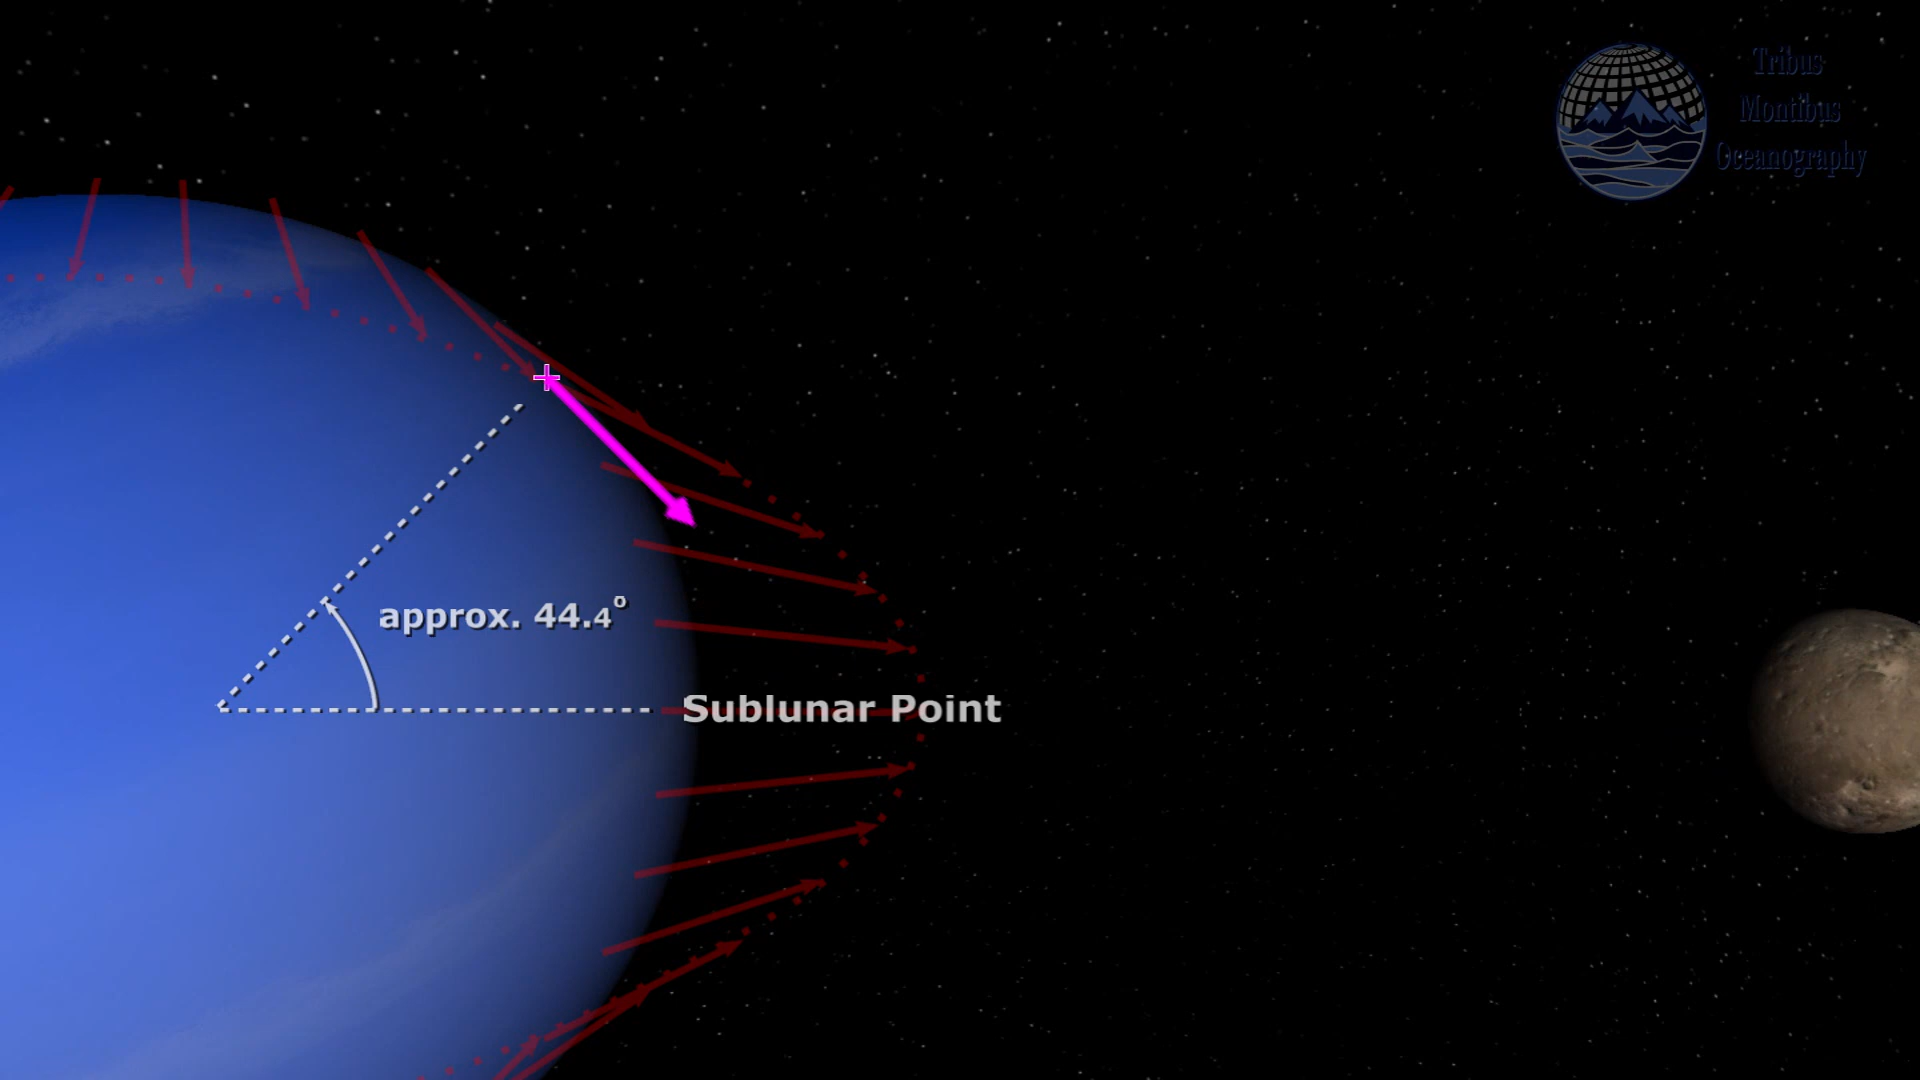 Tribus
Montibus
Oceanography
approx. 44.4°
Sublunar Point